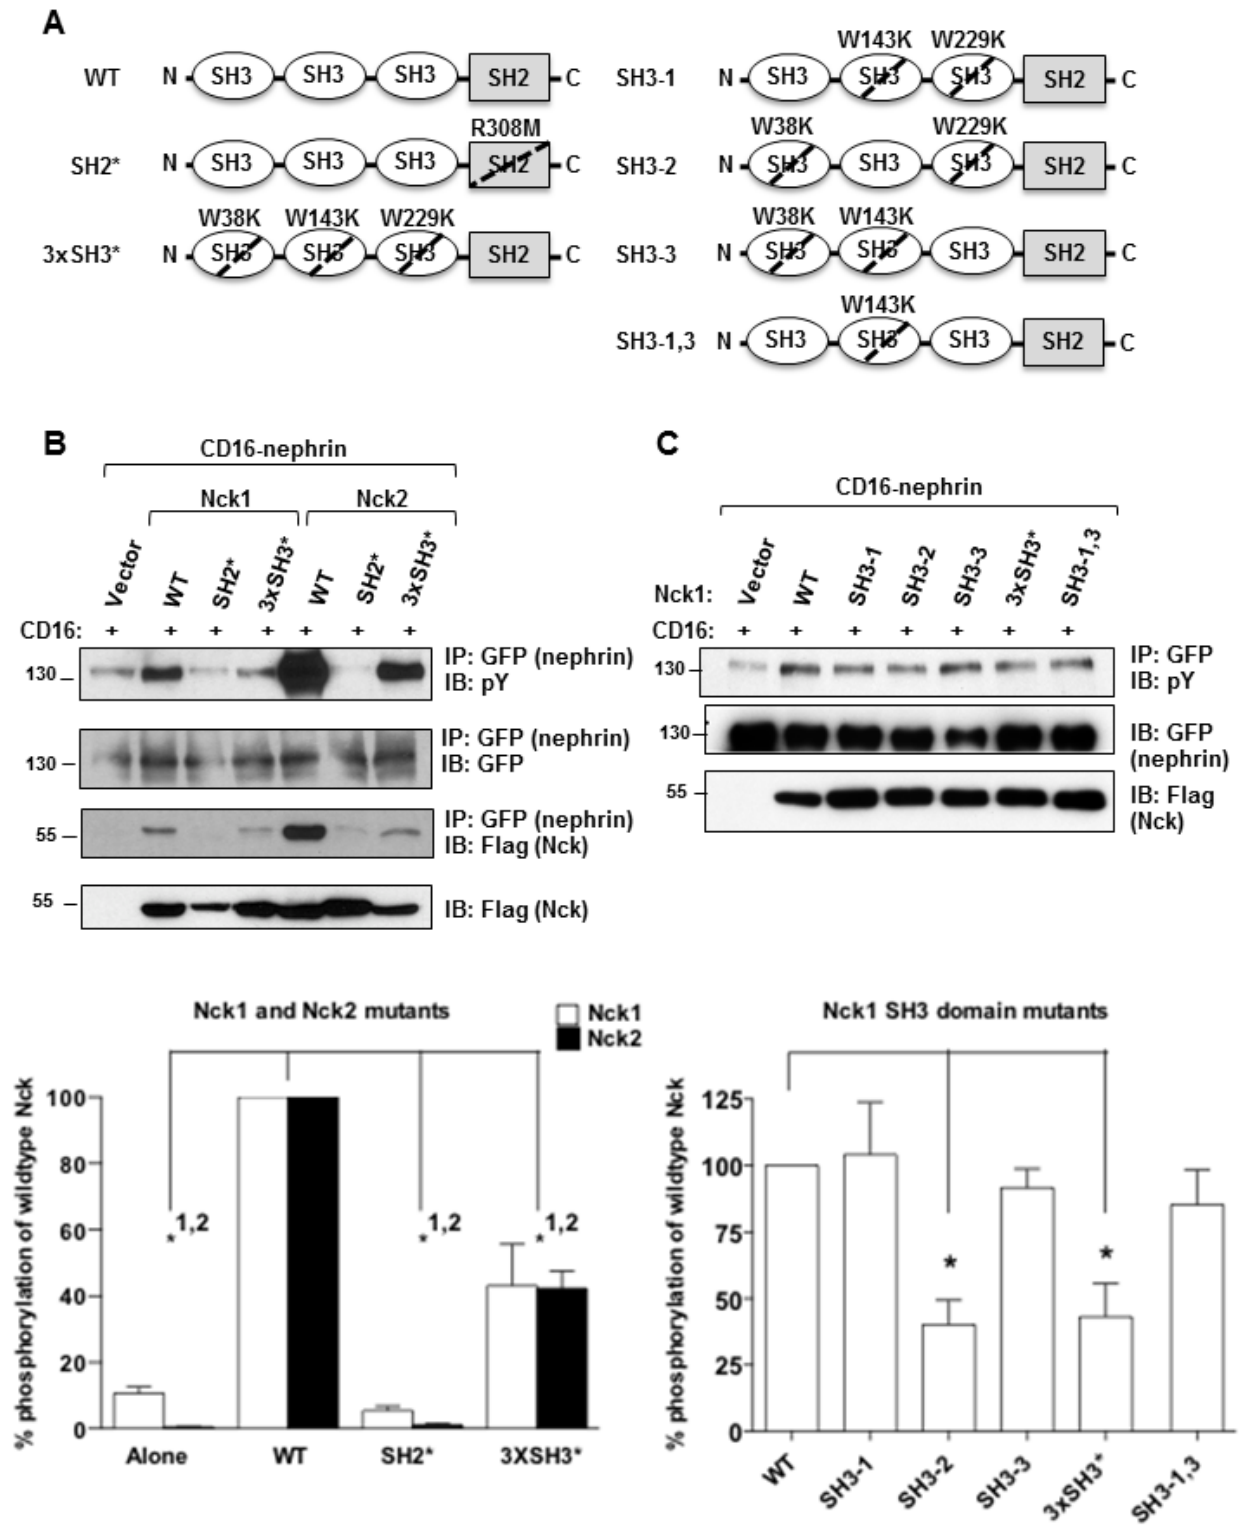 A
WT N SH3 SH3 SH3 SH2 C
R308M
SH2* N SH3 SH3 SH3 SH2 C
W38K W143K W229K
3xSH3* N SH3 SH3 SH3 SH2 C
W143K W229K
SH3-1 N SH3 SH3 SH3 SH2 C
W38K W229K
SH3-2 N SH3 SH3 SH3 SH2 C
W38K W143K
SH3-3 N SH3 SH3 SH3 SH2 C
W143K
SH3-1,3 N SH3 SH3 SH3 SH2 C
B
CD16-nephrin
Nck1 Nck2
Vector WT SH2* 3xSH3* WT SH2* 3xSH3*
CD16: + + + + + + +
130
IP: GFP (nephrin)
IB: pY
130
IP: GFP (nephrin)
IB: GFP
55
IP: GFP (nephrin)
IB: Flag (Nck)
55
IB: Flag (Nck)
C
CD16-nephrin
Nck1: Vector WT SH3-1 SH3-2 SH3-3 3xSH3* SH3-1,3
CD16: + + + + + + +
130
IP: GFP
IB: pY
130
IB: GFP
(nephrin)
55
IB: Flag
(Nck)
Nck1 and Nck2 mutants
Nck1
Nck2
% phosphorylation of wildtype Nck
100
80
60
40
20
0
*1,2 *1,2 *1,2
Alone WT SH2* 3XSH3*
Nck1 SH3 domain mutants
% phosphorylation of wildtype Nck
125
100
75
50
25
0
* *
WT SH3-1 SH3-2 SH3-3 3xSH3* SH3-1,3